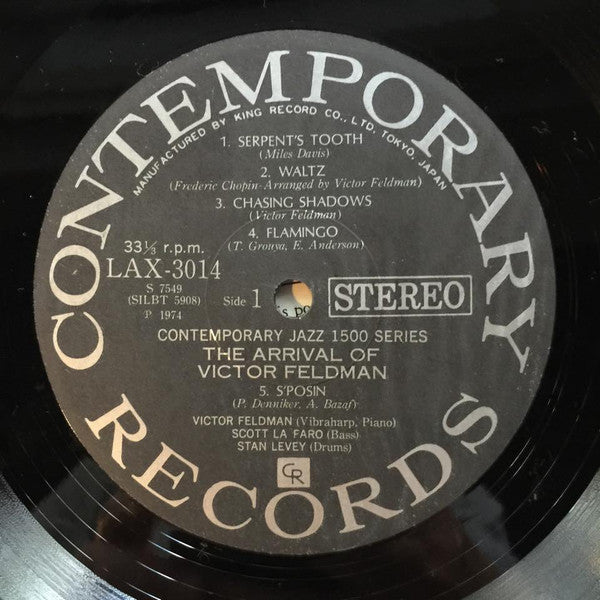 CONTEMPORARY
MANUFACTURED BY KING RECORD CO., LTD, TOKYO, JAPAN
1. SERPENT'S TOOTH
(Miles Davis)
2. WALTZ
(Frederic Chopin-Arranged by Victor Feldman)
3. CHASING SHADOWS
(Victor Feldman)
4. FLAMINGO
(T. Grouya, E. Anderson)
33⅓ r.p.m.
LAX-3014
S 7549
(SILBT 5908)
Side 1
STEREO
℗ 1974
CONTEMPORARY JAZZ 1500 SERIES
THE ARRIVAL OF
VICTOR FELDMAN
5. S'POSIN
(P. Denniker, A. Bazafy)
VICTOR FELDMAN (Vibraharp, Piano)
SCOTT LA FARO (Bass)
STAN LEVEY (Drums)
CR
RECORDS